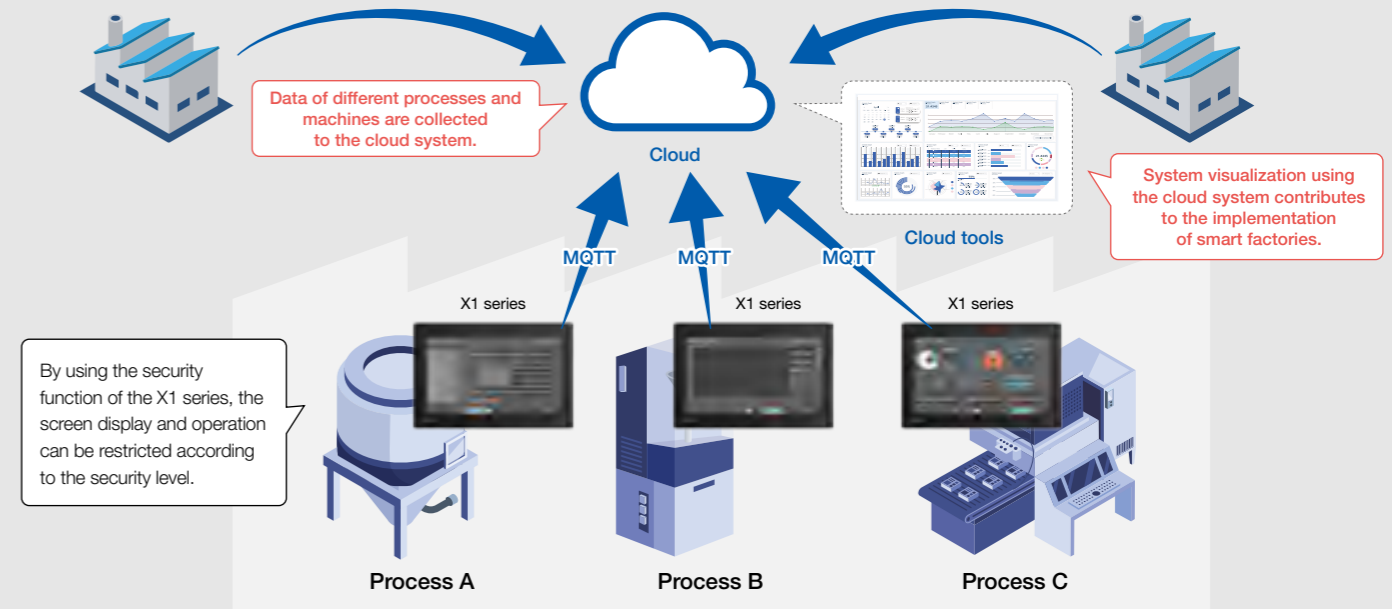 Data of different processes and
machines are collected
to the cloud system.
Cloud
Cloud tools
System visualization using
the cloud system contributes
to the implementation
of smart factories.
MQTT
MQTT
MQTT
X1 series
X1 series
X1 series
By using the security
function of the X1 series, the
screen display and operation
can be restricted according
to the security level.
Process A
Process B
Process C